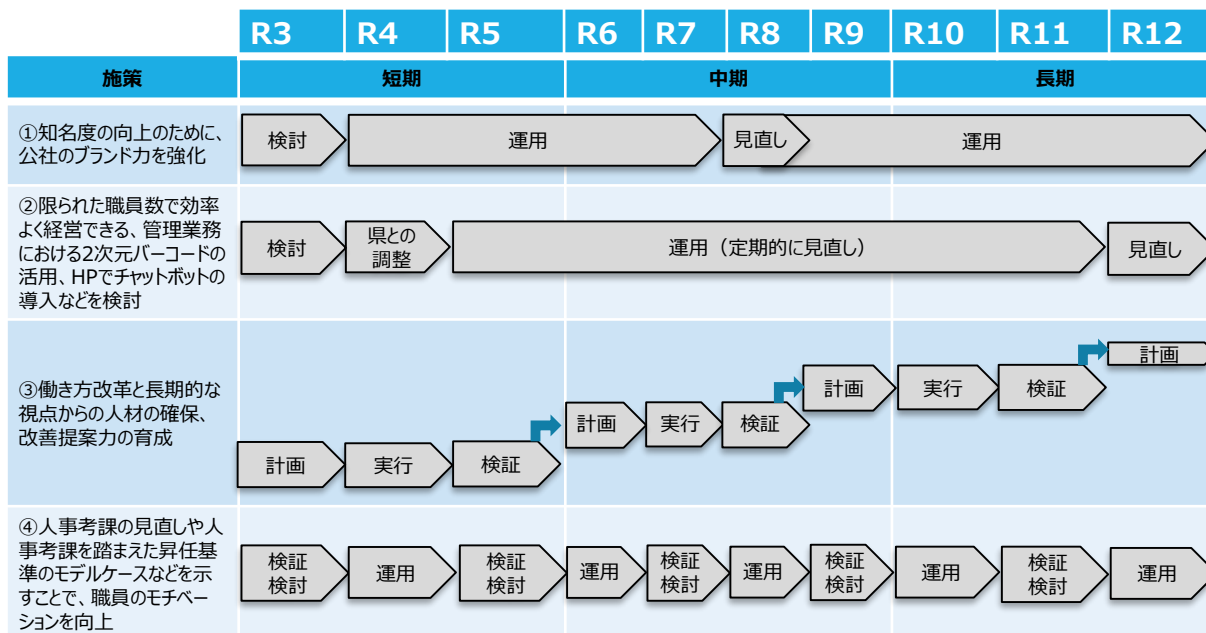 R3 R4 R5 R6 R7 R8 R9 R10 R11 R12
施策 短期 中期 長期
①知名度の向上のために、
公社のブランド力を強化
検討 運用 見直し 運用
②限られた職員数で効率
よく経営できる、管理業務
における2次元バーコードの
活用、HPでチャットボットの
導入などを検討
検討
県との
調整
運用（定期的に見直し）
見直し
③働き方改革と長期的な
視点からの人材の確保、
改善提案力の育成
計画 実行 検証
計画 実行 検証
計画 実行 検証
計画
④人事考課の見直しや人
事考課を踏まえた昇任基
準のモデルケースなどを示
すことで、職員のモチベー
ションを向上
検証
検討
運用
検証
検討
運用
検証
検討
運用
検証
検討
運用
検証
検討
運用